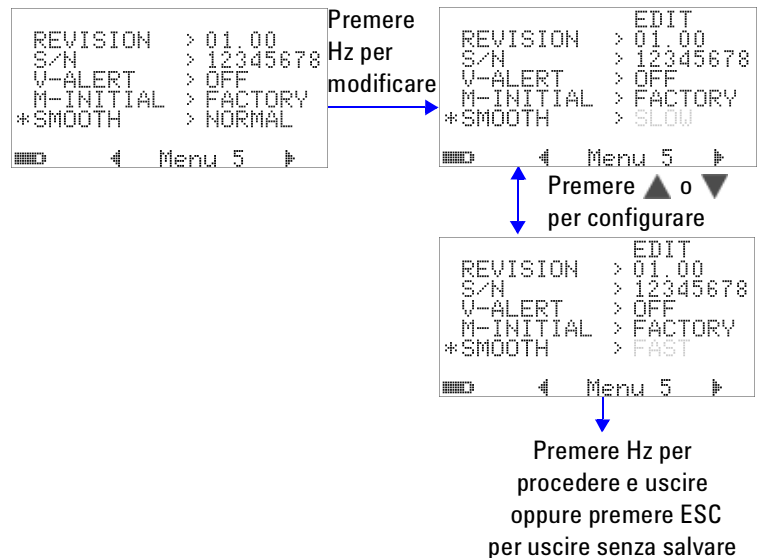 REVISION > 01.00
S/N > 12345678
V-ALERT > OFF
M-INITIAL > FACTORY
*SMOOTH > NORMAL
Menu 5
Premere
Hz per
modificare
EDIT
REVISION > 01.00
S/N > 12345678
V-ALERT > OFF
M-INITIAL > FACTORY
*SMOOTH > SLOW
Menu 5
Premere ▲ o ▼
per configurare
EDIT
REVISION > 01.00
S/N > 12345678
V-ALERT > OFF
M-INITIAL > FACTORY
*SMOOTH > FAST
Menu 5
Premere Hz per
procedere e uscire
oppure premere ESC
per uscire senza salvare